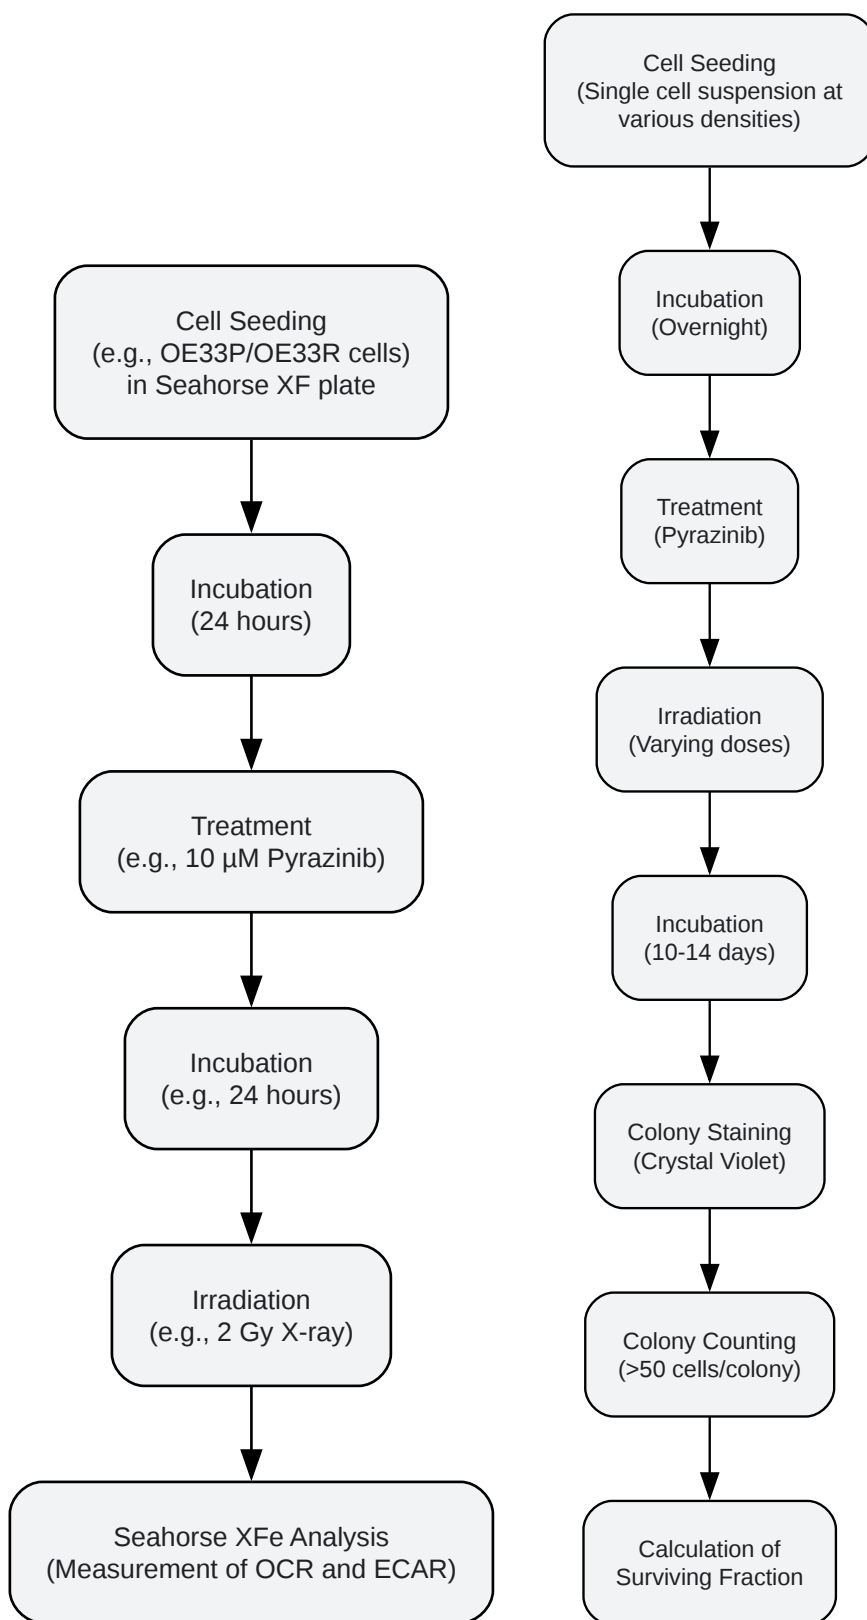 Cell Seeding
(e.g., OE33P/OE33R cells)
in Seahorse XF plate
Incubation
(24 hours)
Treatment
(e.g., 10 µM Pyrazinib)
Incubation
(e.g., 24 hours)
Irradiation
(e.g., 2 Gy X-ray)
Seahorse XFe Analysis
(Measurement of OCR and ECAR)
Cell Seeding
(Single cell suspension at
various densities)
Incubation
(Overnight)
Treatment
(Pyrazinib)
Irradiation
(Varying doses)
Incubation
(10-14 days)
Colony Staining
(Crystal Violet)
Colony Counting
(>50 cells/colony)
Calculation of
Surviving Fraction